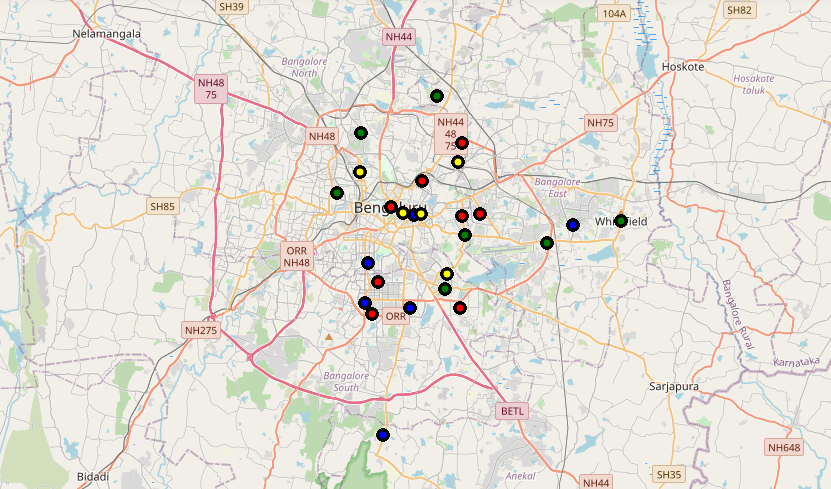 SH39
104A
SH82
Nelamangala
NH44
Bangalore
North
Hoskote
NH48
75
Hosakote
taluk
NH44
48
75
NH75
NH48
Bangalore
East
SH85
Bengaluru
Whitefield
ORR
NH48
Bangalore Rural
NH275
ORR
Karnataka
Bangalore
South
Sarjapura
BETL
NH648
Bidadi
Anekal
NH44
SH35